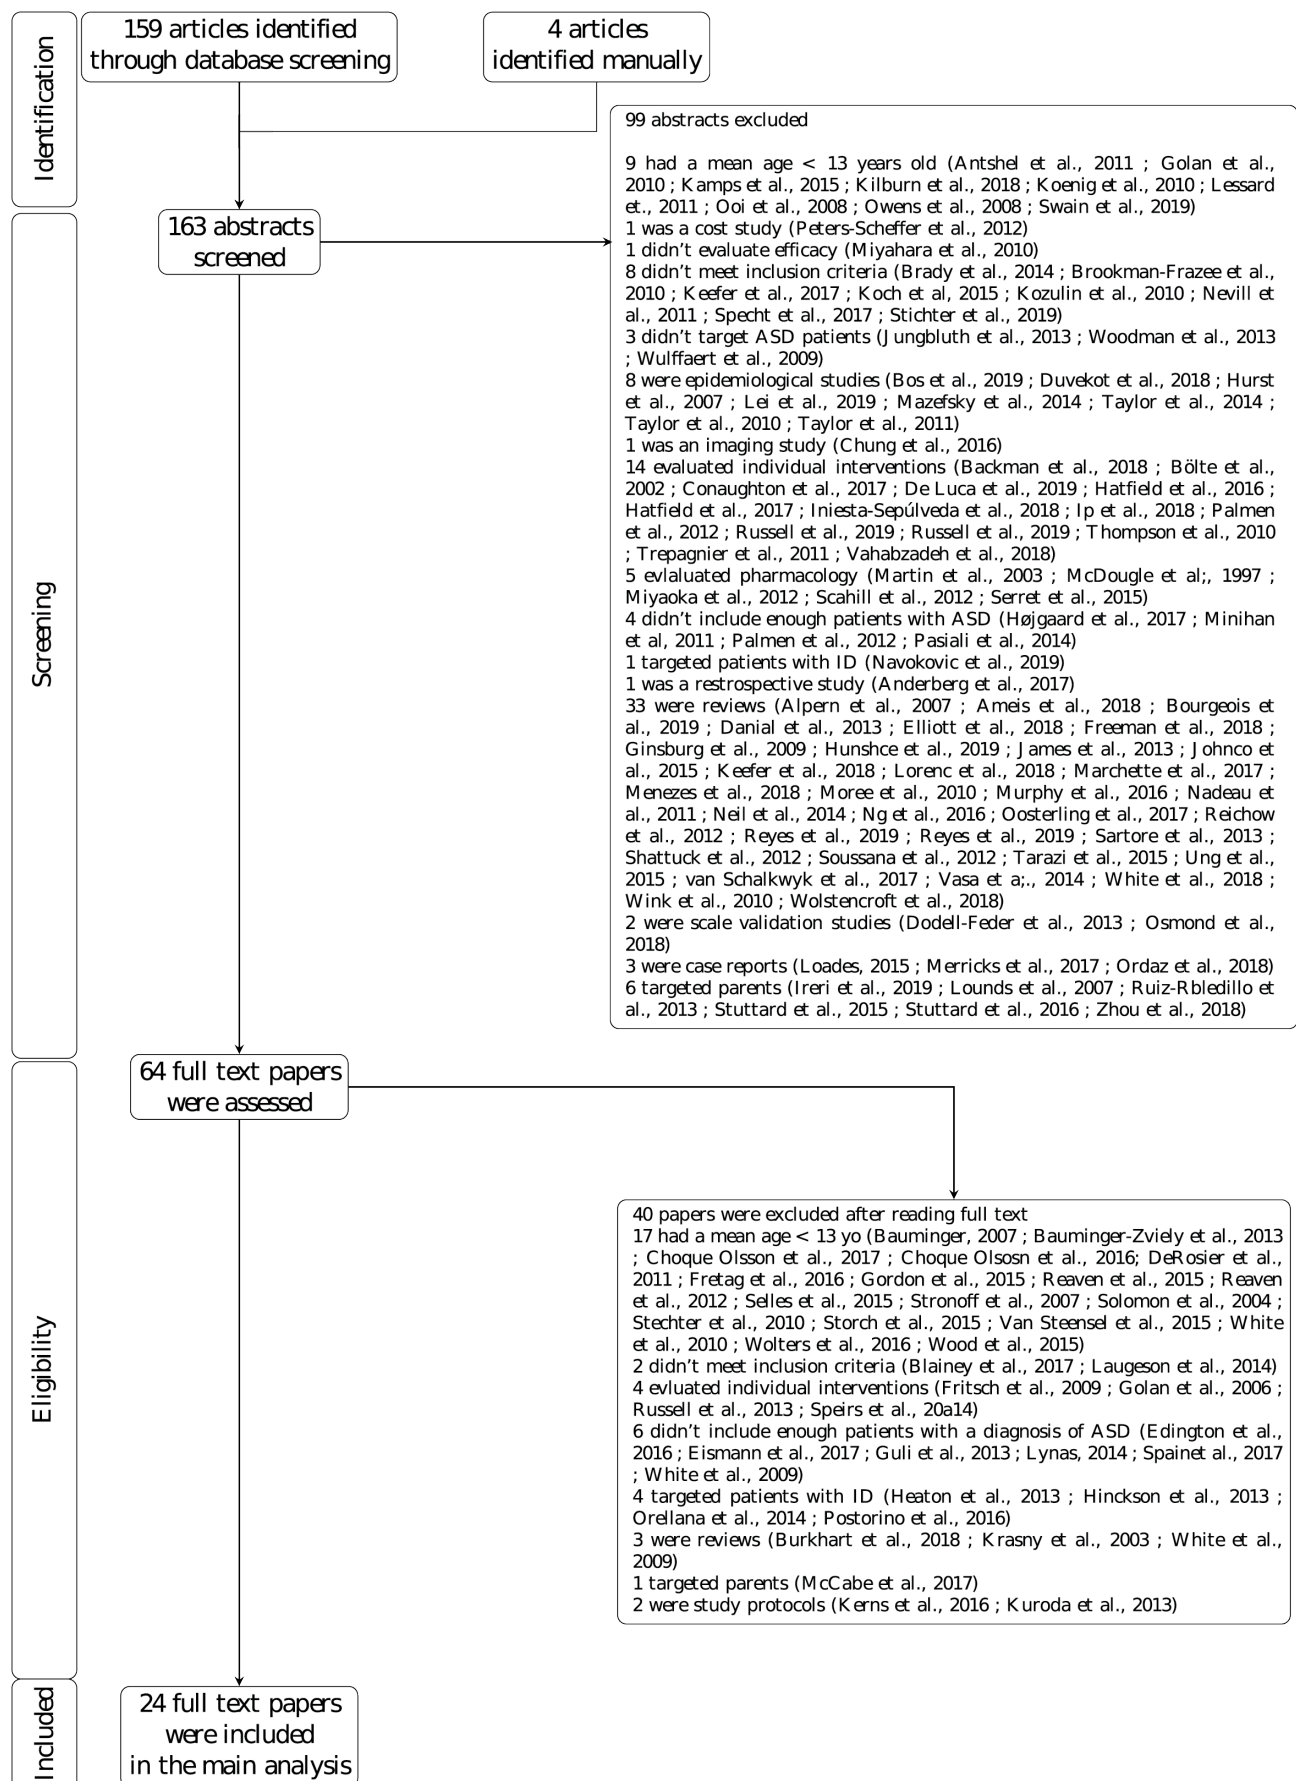 Identification
159 articles identified
through database screening
4 articles
identified manually
99 abstracts excluded
9 had a mean age < 13 years old (Antshel et al., 2011 ; Golan et al.,
2010 ; Kamps et al., 2015 ; Kilburn et al., 2018 ; Koenig et al., 2010 ; Lessard
et., 2011 ; Ooi et al., 2008 ; Owens et al., 2008 ; Swain et al., 2019)
1 was a cost study (Peters-Scheffer et al., 2012)
1 didn't evaluate efficacy (Miyahara et al., 2010)
8 didn't meet inclusion criteria (Brady et al., 2014 ; Brookman-Frazee et al.,
2010 ; Keefer et al., 2017 ; Koch et al, 2015 ; Kozulin et al., 2010 ; Nevill et
al., 2011 ; Specht et al., 2017 ; Stichter et al., 2019)
3 didn't target ASD patients (Jungbluth et al., 2013 ; Woodman et al., 2013
; Wulffaert et al., 2009)
8 were epidemiological studies (Bos et al., 2019 ; Duvekot et al., 2018 ; Hurst
et al., 2007 ; Lei et al., 2019 ; Mazefsky et al., 2014 ; Taylor et al., 2014 ;
Taylor et al., 2010 ; Taylor et al., 2011)
1 was an imaging study (Chung et al., 2016)
14 evaluated individual interventions (Backman et al., 2018 ; Bölte et al.,
2002 ; Conaughton et al., 2017 ; De Luca et al., 2019 ; Hatfield et al., 2016 ;
Hatfield et al., 2017 ; Iniesta-Sepúlveda et al., 2018 ; Ip et al., 2018 ; Palmen
et al., 2012 ; Russell et al., 2019 ; Russell et al., 2019 ; Thompson et al., 2010
; Trepagnier et al., 2011 ; Vahabzadeh et al., 2018)
5 evlaluated pharmacology (Martin et al., 2003 ; McDougle et al;, 1997 ;
Miyaoka et al., 2012 ; Scahill et al., 2012 ; Serret et al., 2015)
4 didn't include enough patients with ASD (Højgaard et al., 2017 ; Minihan
et al, 2011 ; Palmen et al., 2012 ; Pasiali et al., 2014)
1 targeted patients with ID (Navokovic et al., 2019)
1 was a restrospective study (Anderberg et al., 2017)
33 were reviews (Alpern et al., 2007 ; Ameis et al., 2018 ; Bourgeois et
al., 2019 ; Danial et al., 2013 ; Elliott et al., 2018 ; Freeman et al., 2018 ;
Ginsburg et al., 2009 ; Hunshce et al., 2019 ; James et al., 2013 ; Johnco et
al., 2015 ; Keefer et al., 2018 ; Lorenc et al., 2018 ; Marchette et al., 2017 ;
Menezes et al., 2018 ; Moree et al., 2010 ; Murphy et al., 2016 ; Nadeau et
al., 2011 ; Neil et al., 2014 ; Ng et al., 2016 ; Oosterling et al., 2017 ; Reichow
et al., 2012 ; Reyes et al., 2019 ; Reyes et al., 2019 ; Sartore et al., 2013 ;
Shattuck et al., 2012 ; Soussana et al., 2012 ; Tarazi et al., 2015 ; Ung et al.,
2015 ; van Schalkwyk et al., 2017 ; Vasa et a;., 2014 ; White et al., 2018 ;
Wink et al., 2010 ; Wolstencroft et al., 2018)
2 were scale validation studies (Dodell-Feder et al., 2013 ; Osmond et al.,
2018)
3 were case reports (Loades, 2015 ; Merricks et al., 2017 ; Ordaz et al., 2018)
6 targeted parents (Ireri et al., 2019 ; Lounds et al., 2007 ; Ruiz-Rbledillo et
al., 2013 ; Stuttard et al., 2015 ; Stuttard et al., 2016 ; Zhou et al., 2018)
Screening
163 abstracts
screened
Eligibility
64 full text papers
were assessed
40 papers were excluded after reading full text
17 had a mean age < 13 yo (Bauminger, 2007 ; Bauminger-Zviely et al., 2013
; Choque Olsson et al., 2017 ; Choque Olsosn et al., 2016; DeRosier et al.,
2011 ; Fretag et al., 2016 ; Gordon et al., 2015 ; Reaven et al., 2015 ; Reaven
et al., 2012 ; Selles et al., 2015 ; Stronoff et al., 2007 ; Solomon et al., 2004 ;
Stechter et al., 2010 ; Storch et al., 2015 ; Van Steensel et al., 2015 ; White
et al., 2010 ; Wolters et al., 2016 ; Wood et al., 2015)
2 didn't meet inclusion criteria (Blainey et al., 2017 ; Laugeson et al., 2014)
4 evluated individual interventions (Fritsch et al., 2009 ; Golan et al., 2006 ;
Russell et al., 2013 ; Speirs et al., 20a14)
6 didn't include enough patients with a diagnosis of ASD (Edington et al.,
2016 ; Eismann et al., 2017 ; Guli et al., 2013 ; Lynas, 2014 ; Spainet al., 2017
; White et al., 2009)
4 targeted patients with ID (Heaton et al., 2013 ; Hinckson et al., 2013 ;
Orellana et al., 2014 ; Postorino et al., 2016)
3 were reviews (Burkhart et al., 2018 ; Krasny et al., 2003 ; White et al.,
2009)
1 targeted parents (McCabe et al., 2017)
2 were study protocols (Kerns et al., 2016 ; Kuroda et al., 2013)
Included
24 full text papers
were included
in the main analysis